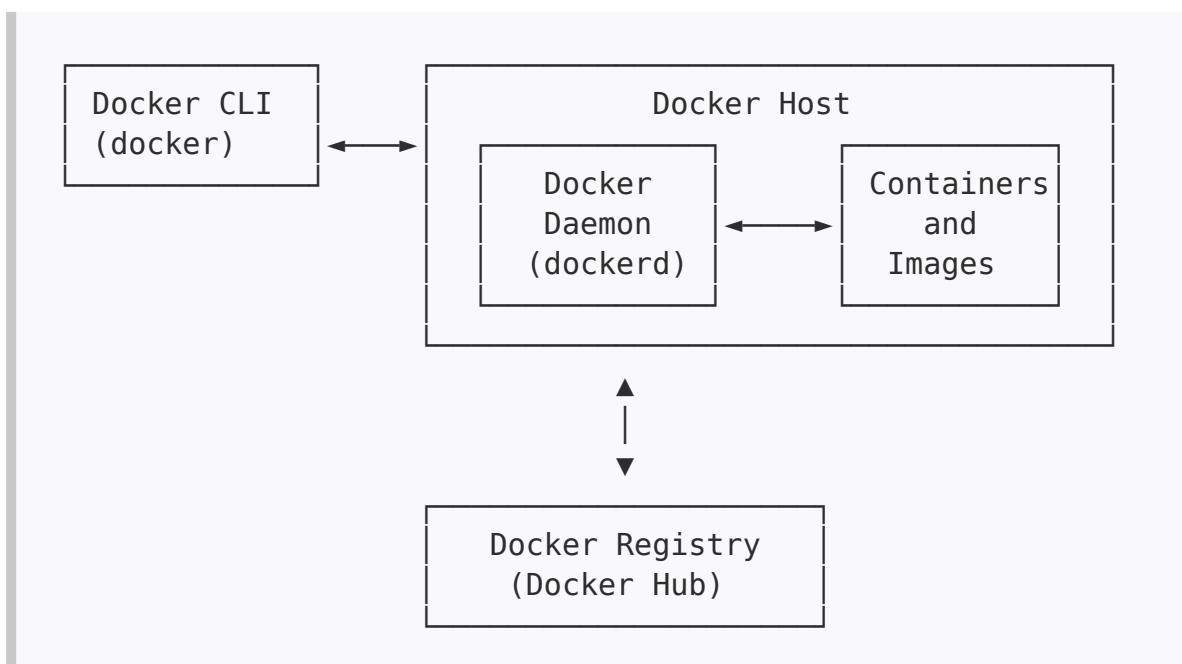 Docker CLI
(docker)
Docker Host
Docker
Daemon
(dockerd)
Containers
and
Images
Docker Registry
(Docker Hub)